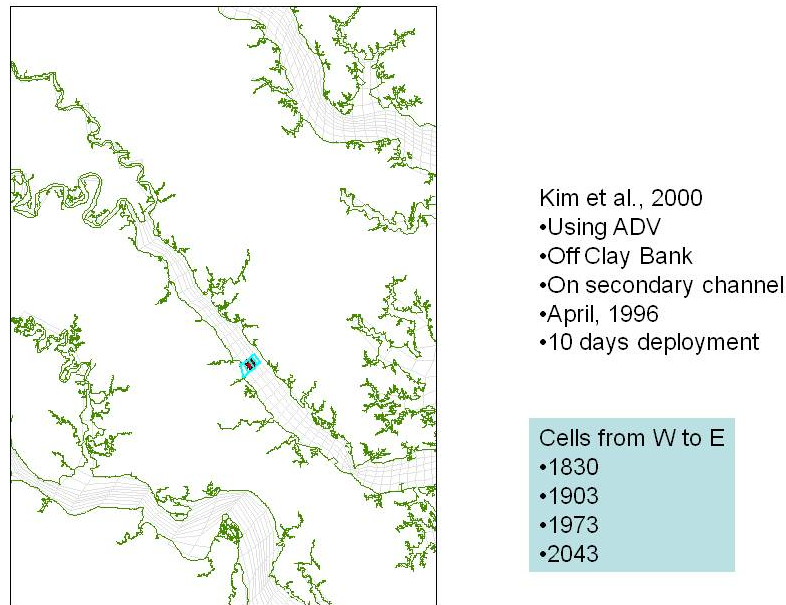 Kim et al., 2000
•Using ADV
•Off Clay Bank
•On secondary channel
•April, 1996
•10 days deployment
Cells from W to E
•1830
•1903
•1973
•2043